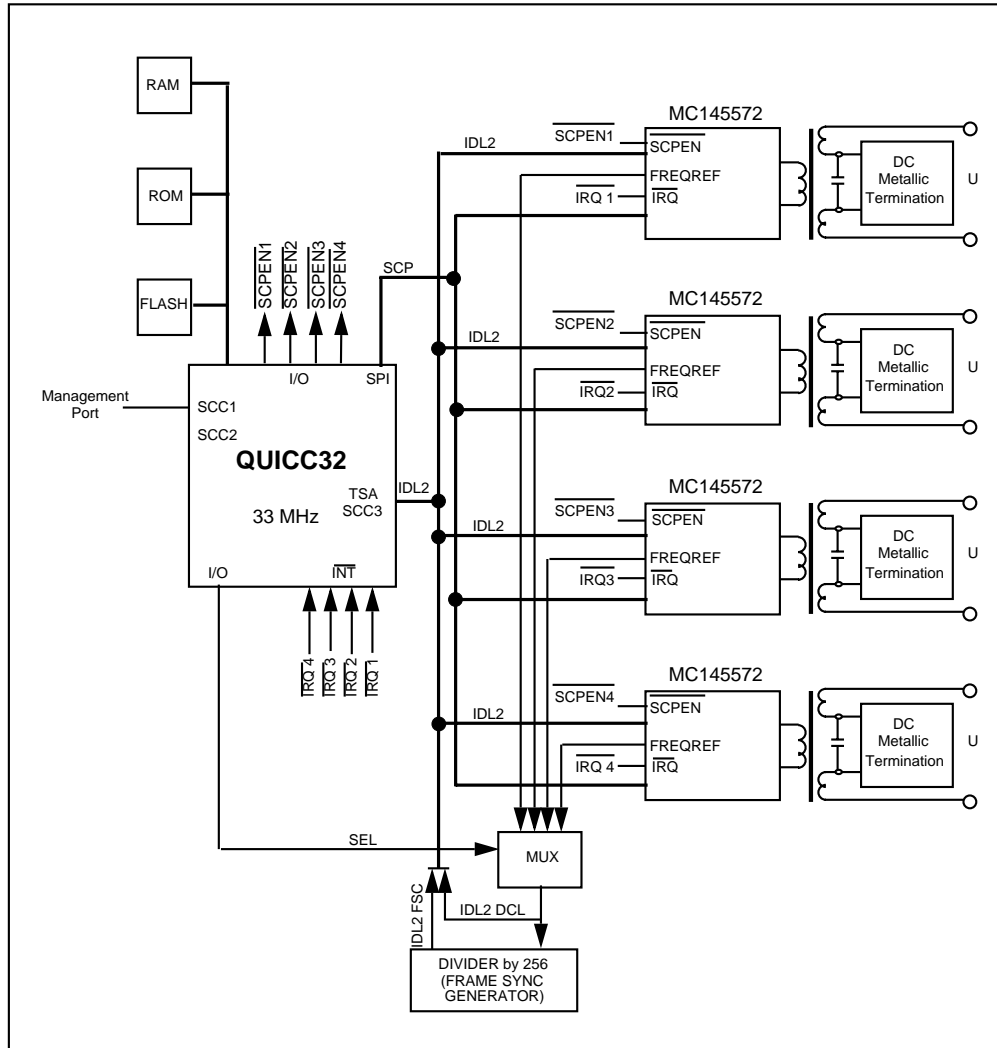 RAM
ROM
FLASH
SCPEN1
SCPEN2
SCPEN3
SCPEN4
SCP
I/O
SPI
Management
Port
SCC1
SCC2
QUICC32
TSA
SCC3
33 MHz
IDL2
I/O
INT
IRQ 4
IRQ 3
IRQ 2
IRQ 1
MC145572
SCPEN1
SCPEN
IDL2
FREQREF
IRQ 1
IRQ
DC
Metallic
Termination
U
MC145572
SCPEN2
SCPEN
IDL2
FREQREF
IRQ2
IRQ
DC
Metallic
Termination
U
MC145572
SCPEN3
SCPEN
IDL2
FREQREF
IRQ3
IRQ
DC
Metallic
Termination
U
MC145572
SCPEN4
SCPEN
IDL2
FREQREF
IRQ 4
IRQ
DC
Metallic
Termination
U
SEL
MUX
IDL2 FSC
IDL2 DCL
DIVIDER by 256
(FRAME SYNC
GENERATOR)